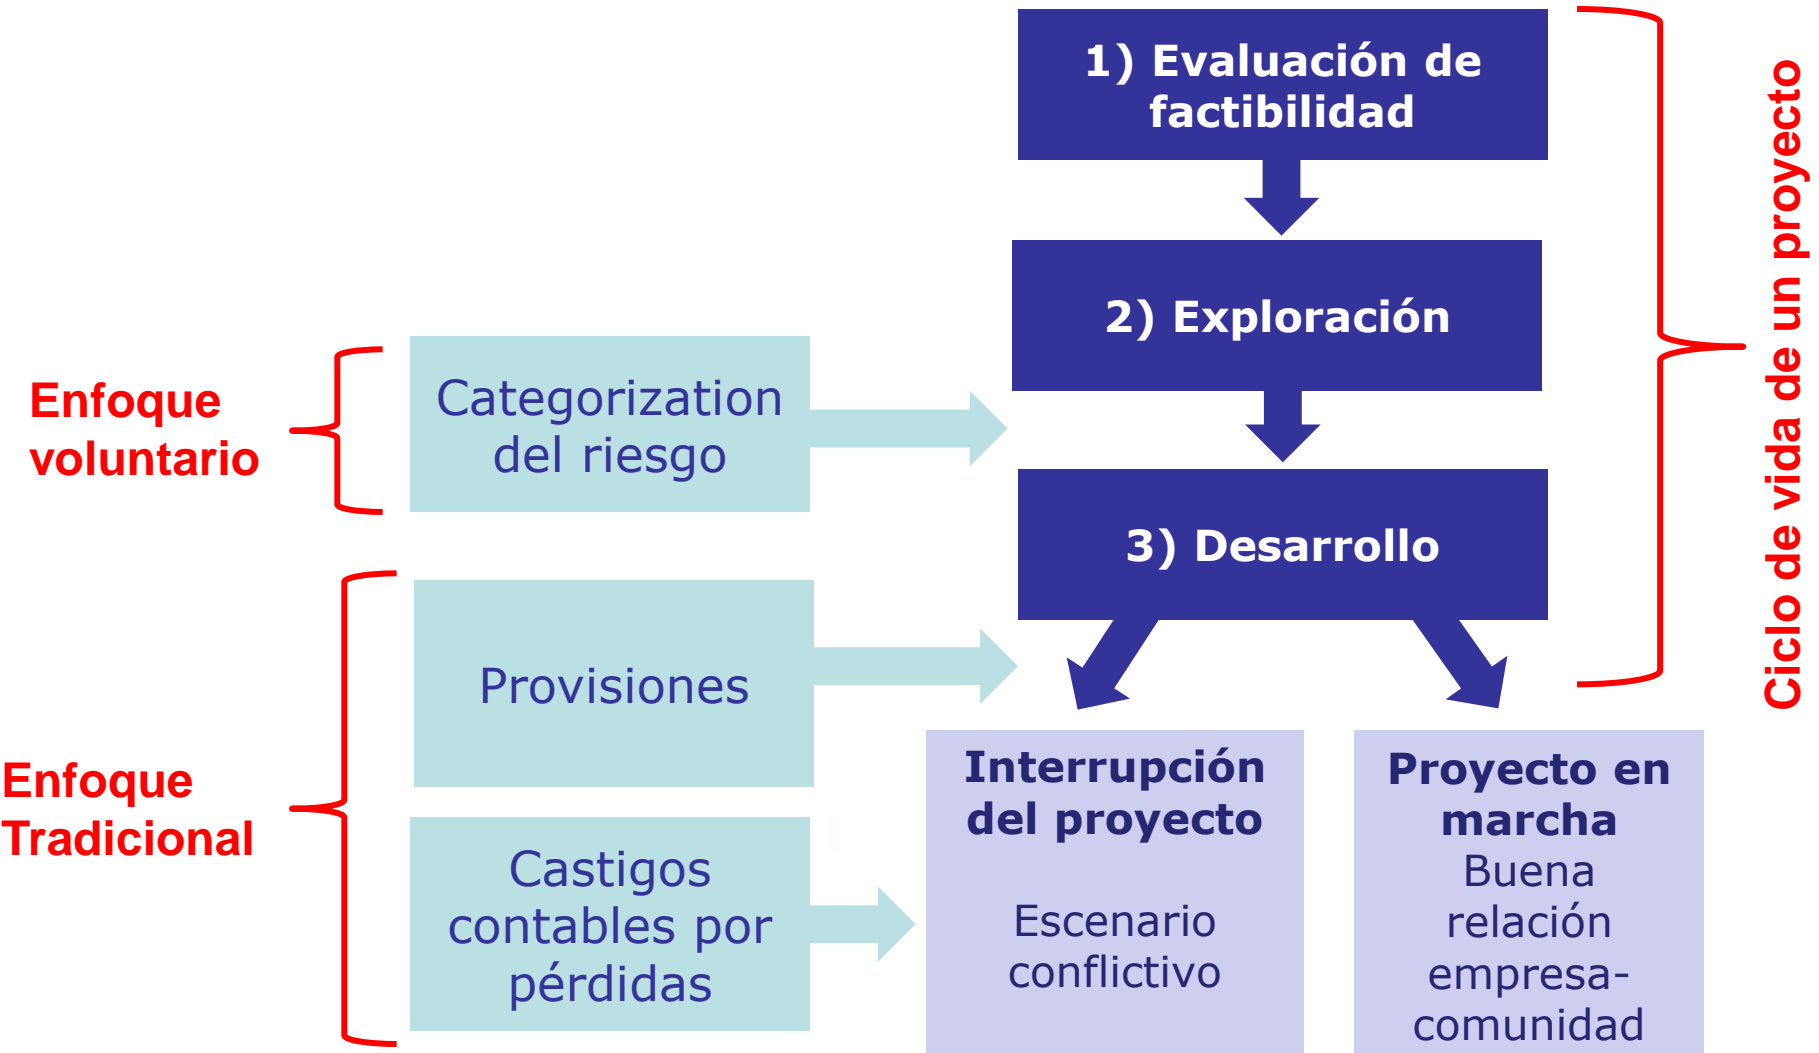 1) Evaluación de
factibilidad
2) Exploración
3) Desarrollo
Ciclo de vida de un proyecto
Enfoque
voluntario
Categorization
del riesgo
Enfoque
Tradicional
Provisiones
Castigos
contables por
pérdidas
Interrupción
del proyecto
Escenario
conflictivo
Proyecto en
marcha
Buena
relación
empresa-
comunidad